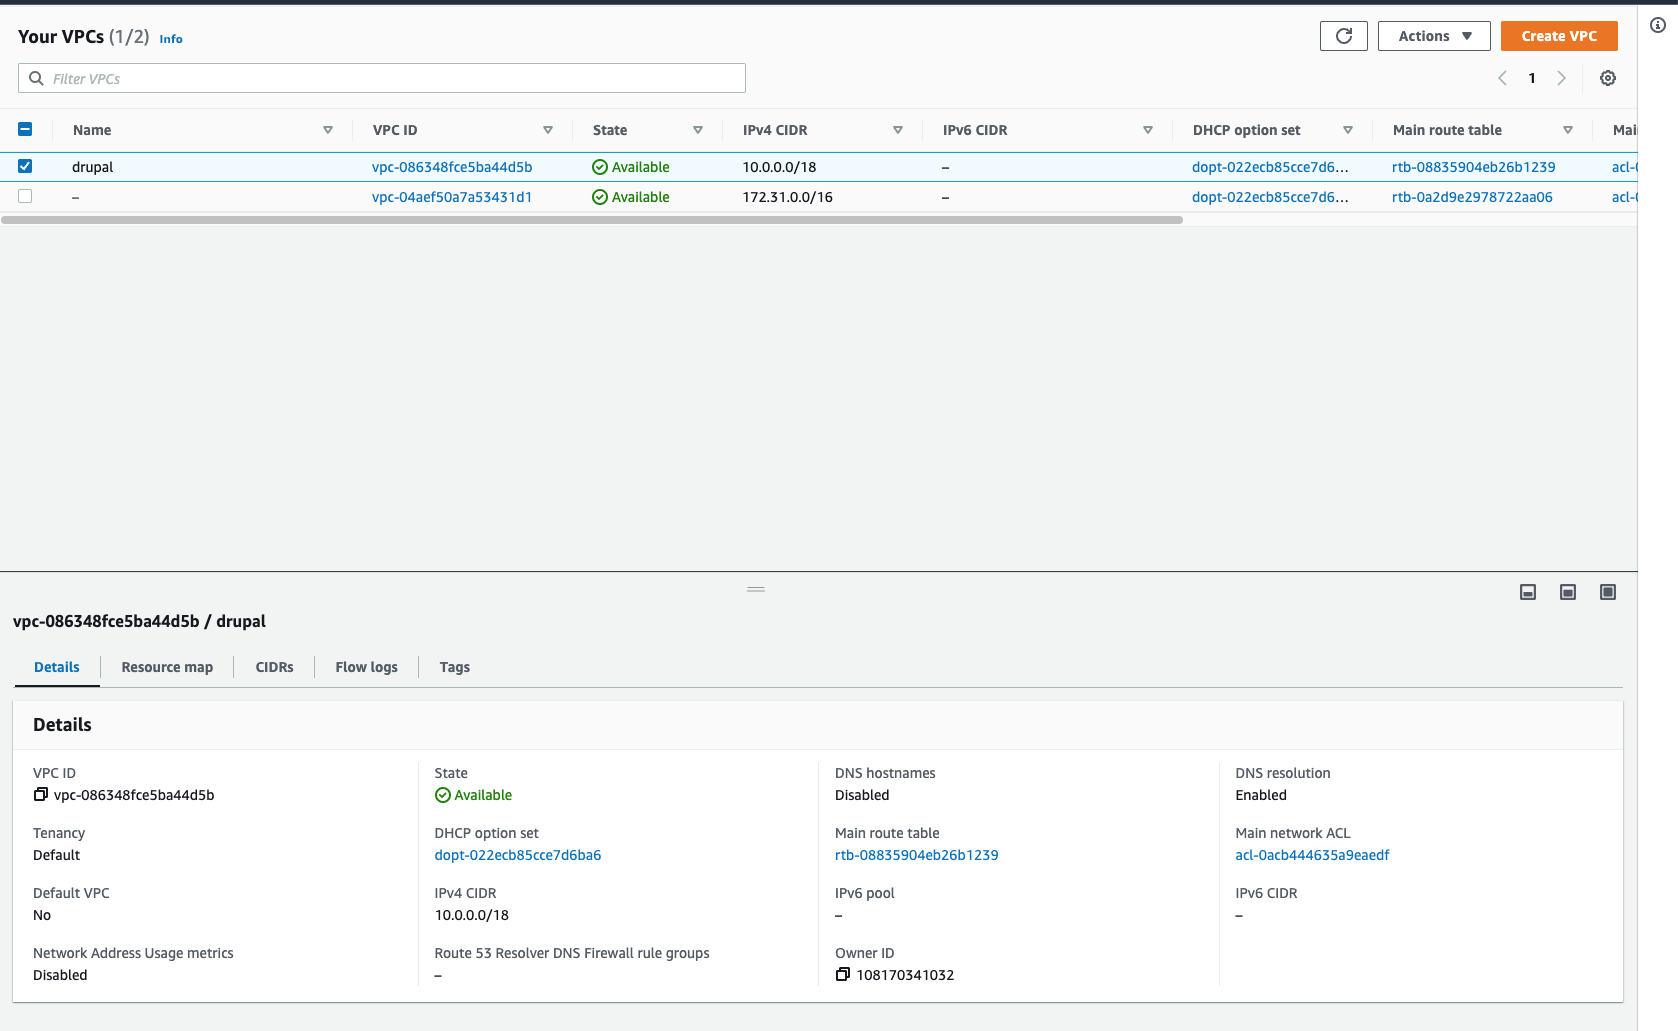 Your VPCs (1/2) Info
Actions Create VPC
Filter VPCs
1
Name VPC ID State IPv4 CIDR IPv6 CIDR DHCP option set Main route table Mai
drupal vpc-086348fce5ba44d5b Available 10.0.0.0/18 – dopt-022ecb85cce7d6... rtb-08835904eb26b1239 acl-0
– vpc-04aef50a7a53431d1 Available 172.31.0.0/16 – dopt-022ecb85cce7d6... rtb-0a2d9e2978722aa06 acl-0
vpc-086348fce5ba44d5b / drupal
Details Resource map CIDRs Flow logs Tags
Details
VPC ID State DNS hostnames DNS resolution
vpc-086348fce5ba44d5b Available Disabled Enabled
Tenancy DHCP option set Main route table Main network ACL
Default dopt-022ecb85cce7d6ba6 rtb-08835904eb26b1239 acl-0acb444635a9eaedf
Default VPC IPv4 CIDR IPv6 pool IPv6 CIDR
No 10.0.0.0/18 – –
Network Address Usage metrics Route 53 Resolver DNS Firewall rule groups Owner ID
Disabled – 108170341032